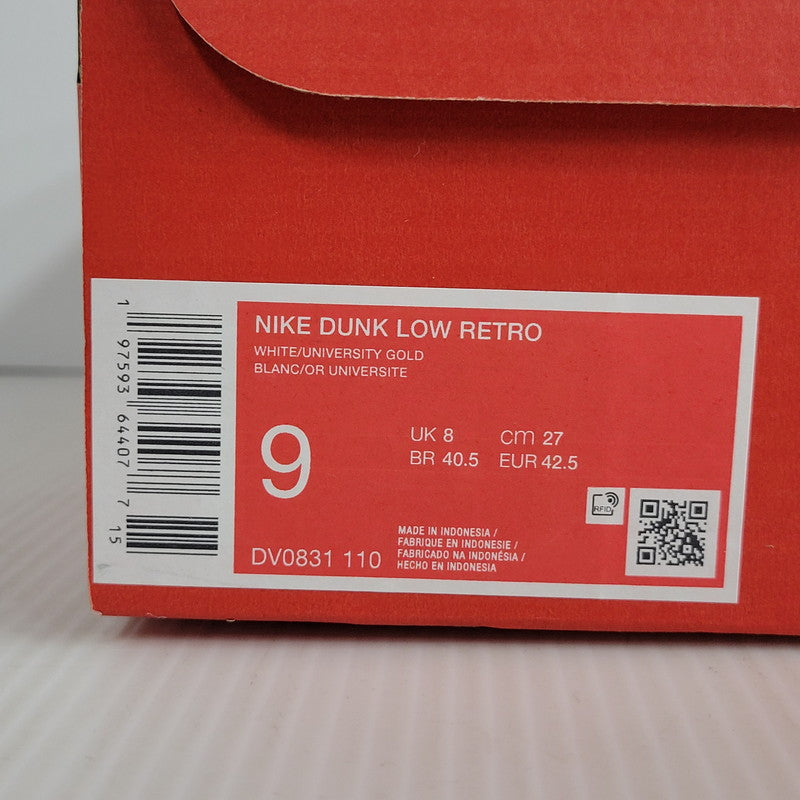 1 97593 64407 7 15
NIKE DUNK LOW RETRO
WHITE/UNIVERSITY GOLD
BLANC/OR UNIVERSITE
9
UK 8 cm 27
BR 40.5 EUR 42.5
RFID
DV0831 110
MADE IN INDONESIA /
FABRIQUE EN INDONESIE /
FABRICADO NA INDONÉSIA /
HECHO EN INDONESIA